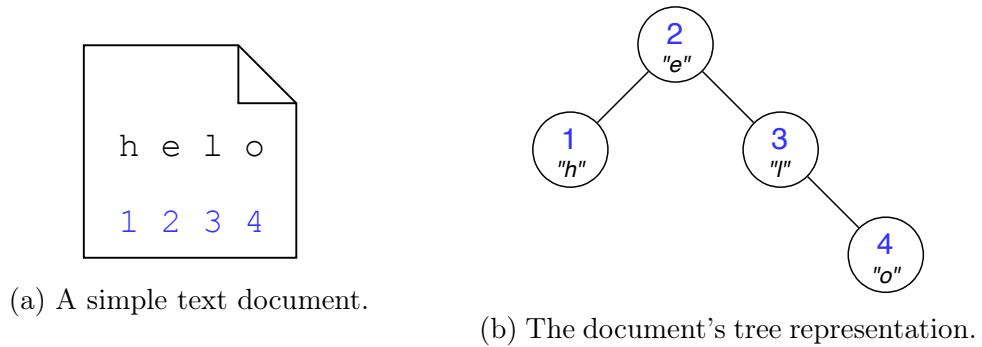 h e l o
1 2 3 4
(a) A simple text document.
2
"e"
1
"h"
3
"l"
4
"o"
(b) The document's tree representation.